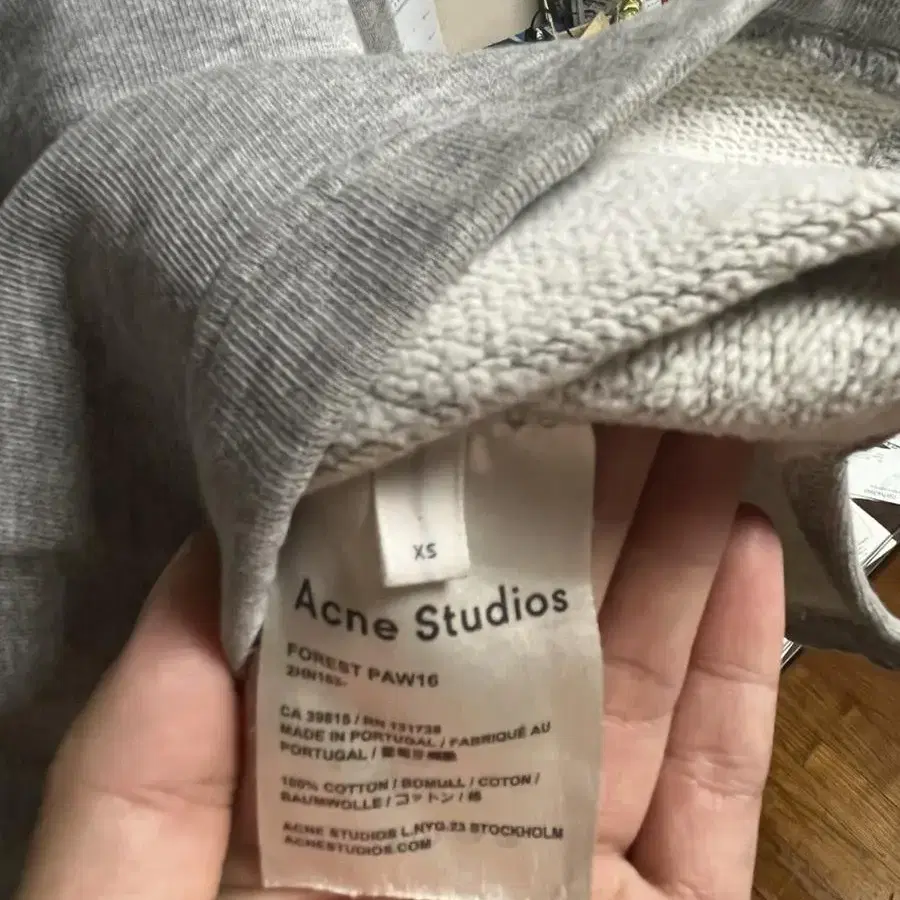 XS
Acne Studios
FOREST PAW16
CA 39815 / RN 131738
MADE IN PORTUGAL / FABRIQUÉ AU
PORTUGAL /
100% COTTON / BOMULL / COTON /
BAUMWOLLE / コットン / 棉
ACNE STUDIOS L.NYG.23 STOCKHOLM
ACNESTUDIOS.COM